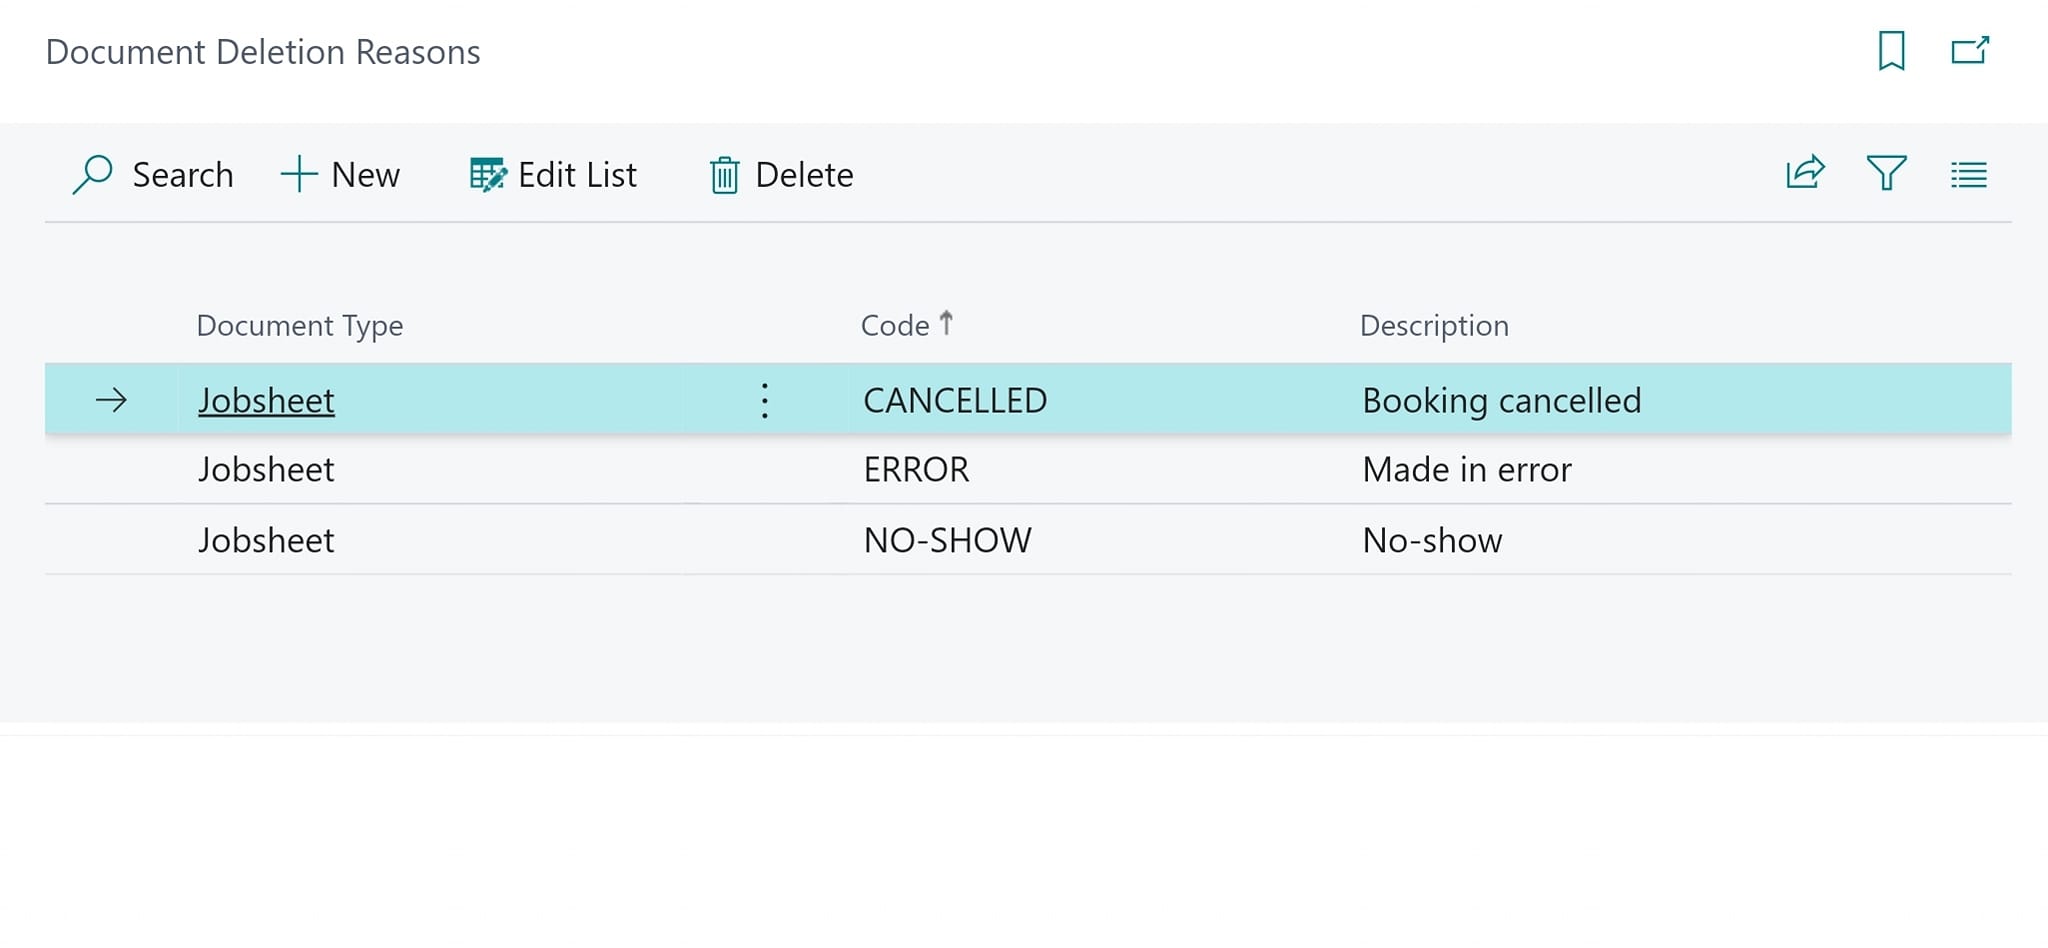 Document Deletion Reasons
Search New Edit List Delete
Document Type Code ↑ Description
Jobsheet CANCELLED Booking cancelled
Jobsheet ERROR Made in error
Jobsheet NO-SHOW No-show